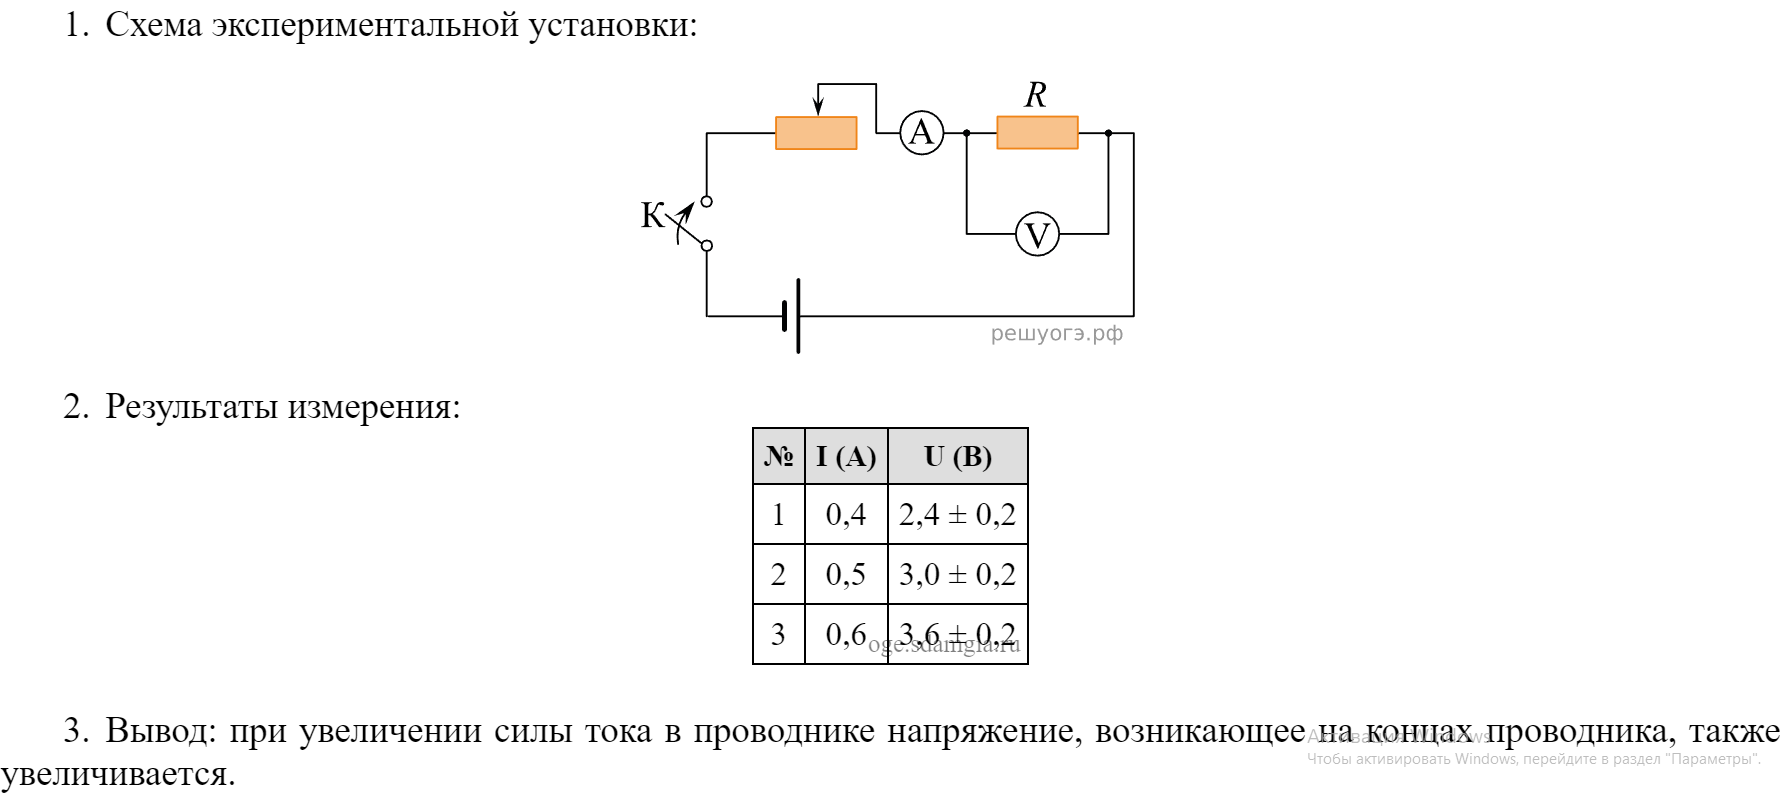 1. Схема экспериментальной установки:
R
A
К
V
решуогэ.рф
2. Результаты измерения:
№ I (А) U (В)
1 0,4 2,4 ± 0,2
2 0,5 3,0 ± 0,2
3 0,6 3,6 ± 0,2
oge.sdamgia.ru
3. Вывод: при увеличении силы тока в проводнике напряжение, возникающее на концах проводника, также
увеличивается.
Активация Windows
Чтобы активировать Windows, перейдите в раздел "Параметры".